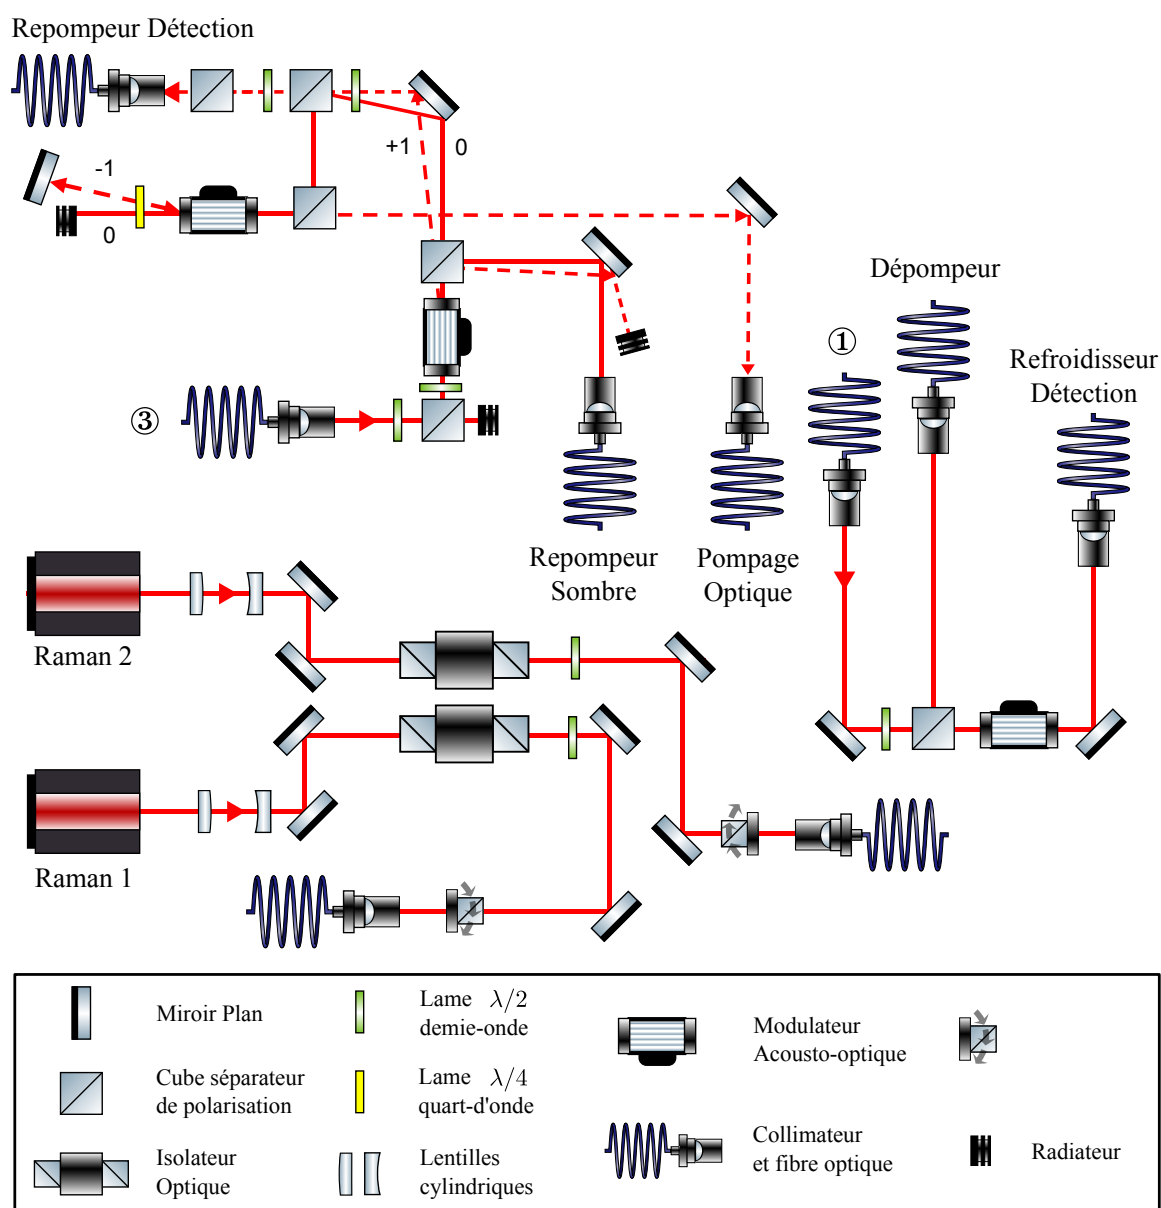 Repompeur Détection
+1
0
-1
0
Dépompeur
①
Refroidisseur
Détection
③
Repompeur
Sombre
Pompage
Optique
Raman 2
Raman 1
Miroir Plan
Lame λ/2
demie-onde
Modulateur
Acousto-optique
Cube séparateur
de polarisation
Lame λ/4
quart-d'onde
Isolateur
Optique
Lentilles
cylindriques
Collimateur
et fibre optique
Radiateur